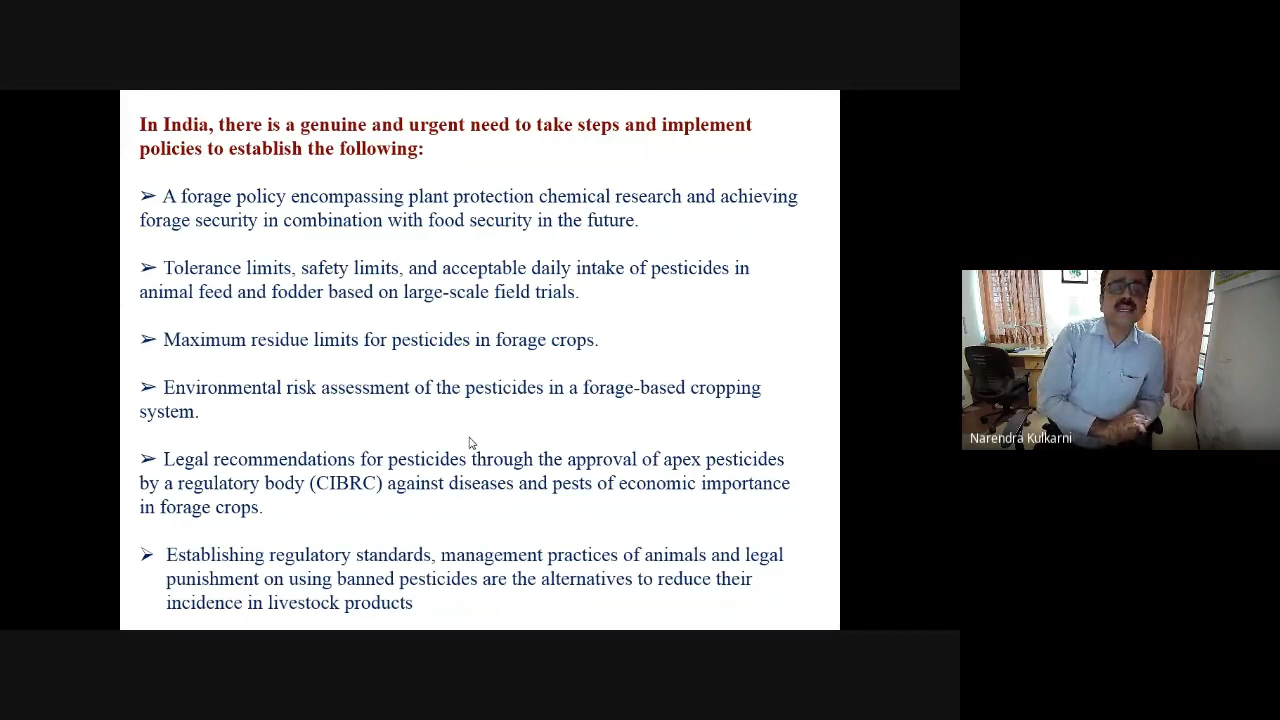 In India, there is a genuine and urgent need to take steps and implement
policies to establish the following:
➢ A forage policy encompassing plant protection chemical research and achieving
forage security in combination with food security in the future.
➢ Tolerance limits, safety limits, and acceptable daily intake of pesticides in
animal feed and fodder based on large-scale field trials.
➢ Maximum residue limits for pesticides in forage crops.
➢ Environmental risk assessment of the pesticides in a forage-based cropping
system.
➢ Legal recommendations for pesticides through the approval of apex pesticides
by a regulatory body (CIBRC) against diseases and pests of economic importance
in forage crops.
➢ Establishing regulatory standards, management practices of animals and legal
punishment on using banned pesticides are the alternatives to reduce their
incidence in livestock products
Narendra Kulkarni